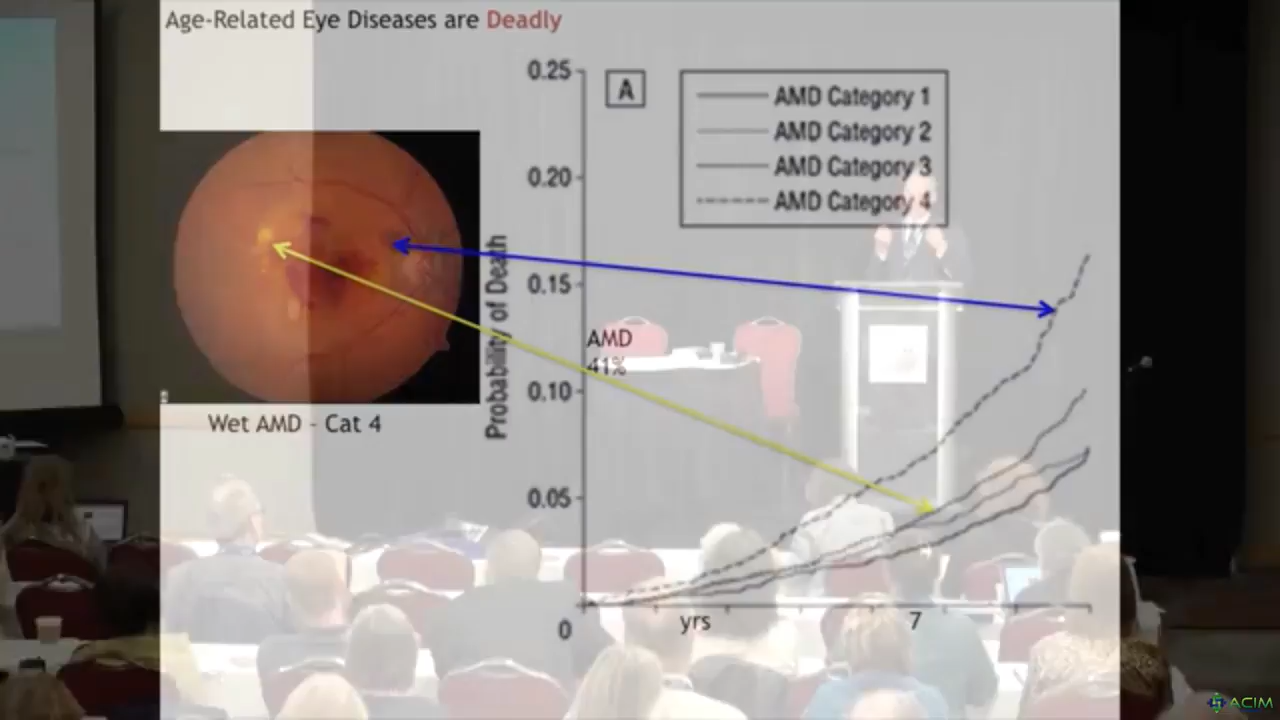 Age-Related Eye Diseases are Deadly
0.25
A
AMD Category 1
AMD Category 2
AMD Category 3
AMD Category 4
0.20
0.15
0.10
0.05
0
Probability of Death
AMD
41%
Wet AMD - Cat 4
yrs
7
ACIM